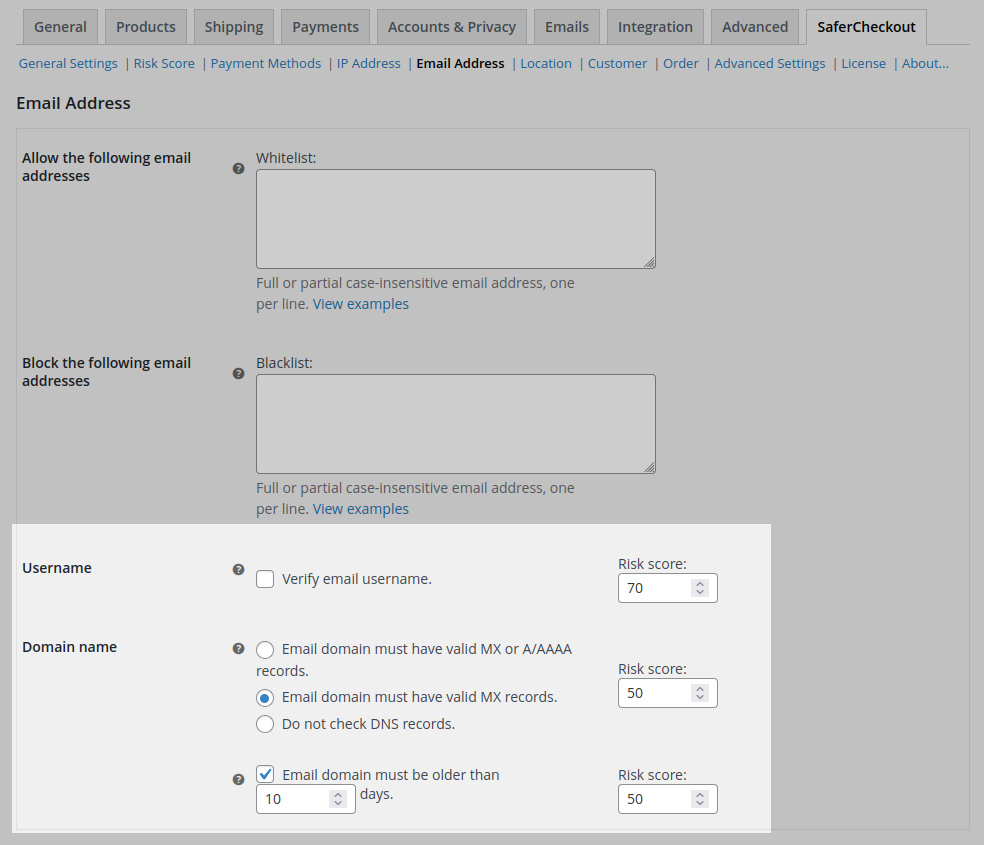 General Products Shipping Payments Accounts & Privacy Emails Integration Advanced SaferCheckout
General Settings | Risk Score | Payment Methods | IP Address | Email Address | Location | Customer | Order | Advanced Settings | License | About...
Email Address
Allow the following email
addresses
?
Whitelist:
Full or partial case-insensitive email address, one
per line. View examples
Block the following email
addresses
?
Blacklist:
Full or partial case-insensitive email address, one
per line. View examples
Username
?
Verify email username.
Risk score:
70
Domain name
?
Email domain must have valid MX or A/AAAA
records.
Email domain must have valid MX records.
Do not check DNS records.
Risk score:
50
?
Email domain must be older than
10 days.
Risk score:
50